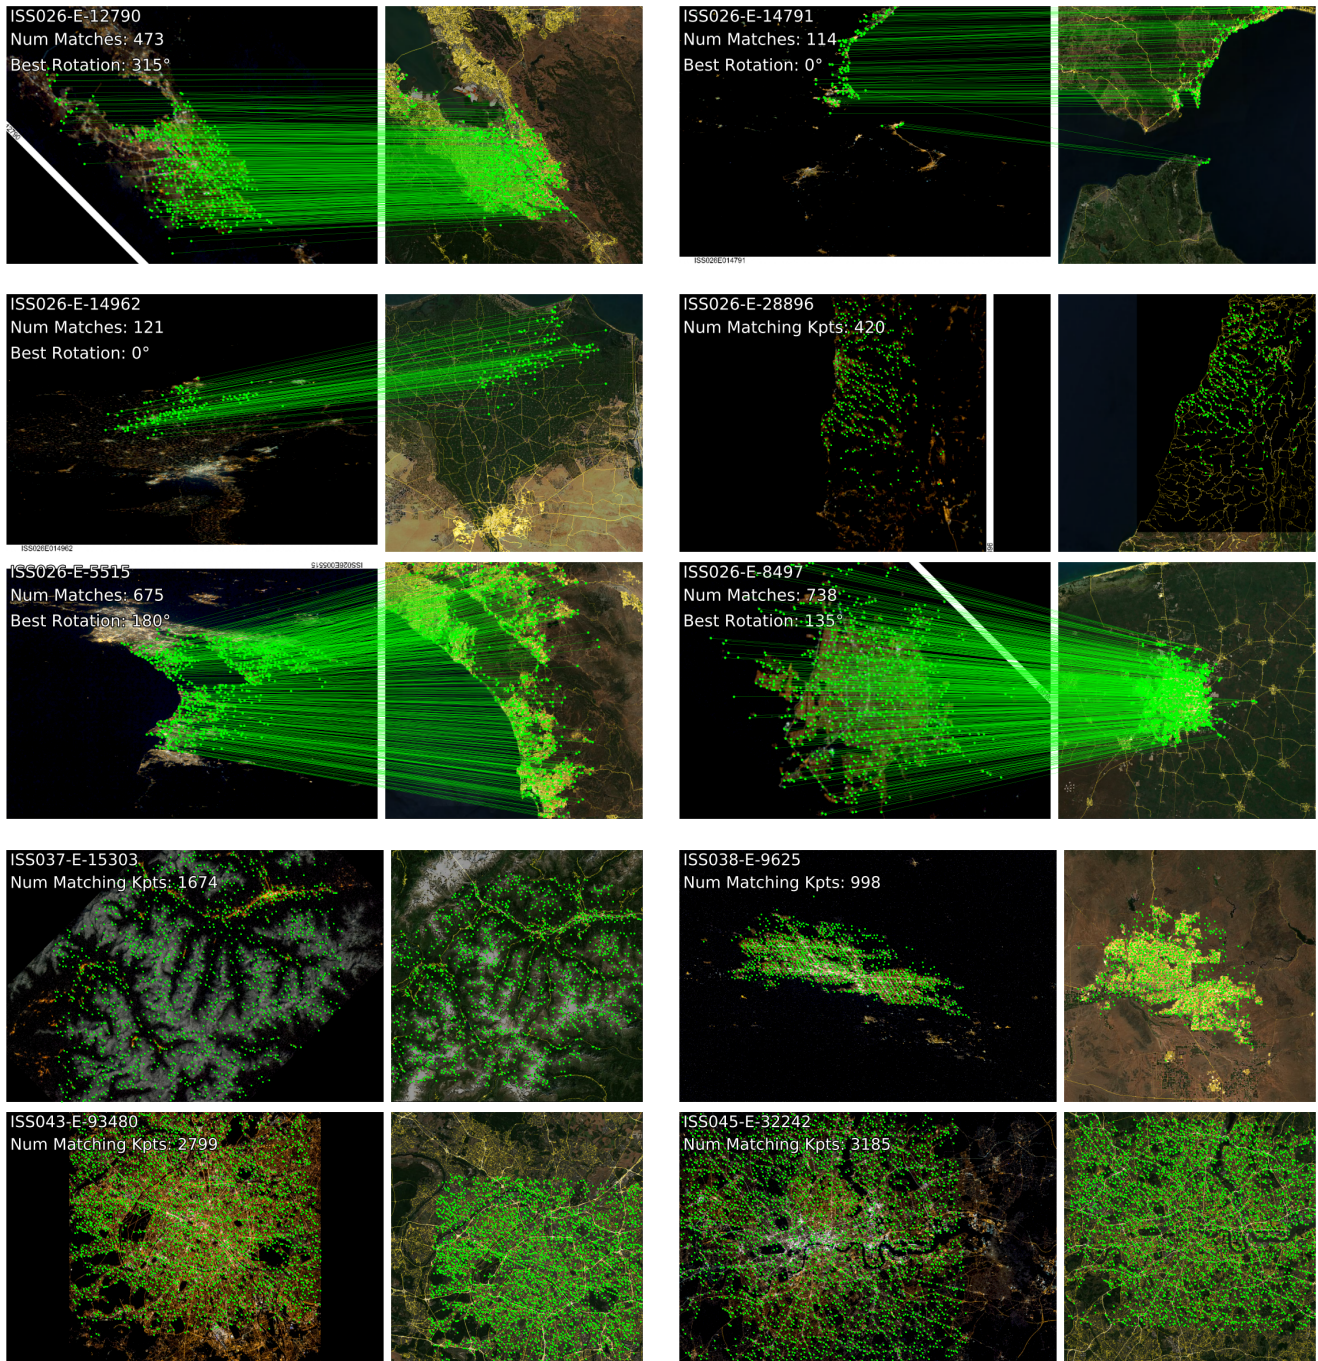 ISS026-E-12790
Num Matches: 473
Best Rotation: 315°
12790
ISS026-E-14791
Num Matches: 114
Best Rotation: 0°
ISS026E014791
ISS026-E-14962
Num Matches: 121
Best Rotation: 0°
ISS026E014962
ISS026-E-28896
Num Matching Kpts: 420
896
ISS026-E-5515
Num Matches: 675
Best Rotation: 180°
ISS026E005515
ISS026-E-8497
Num Matches: 738
Best Rotation: 135°
ISS037-E-15303
Num Matching Kpts: 1674
ISS038-E-9625
Num Matching Kpts: 998
ISS043-E-93480
Num Matching Kpts: 2799
ISS045-E-32242
Num Matching Kpts: 3185